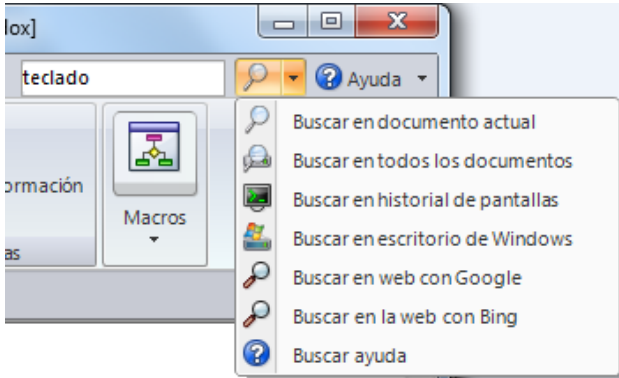 lox]
teclado
Ayuda
ormación
Macros
as
Buscar en documento actual
Buscar en todos los documentos
Buscar en historial de pantallas
Buscar en escritorio de Windows
Buscar en web con Google
Buscar en la web con Bing
Buscar ayuda